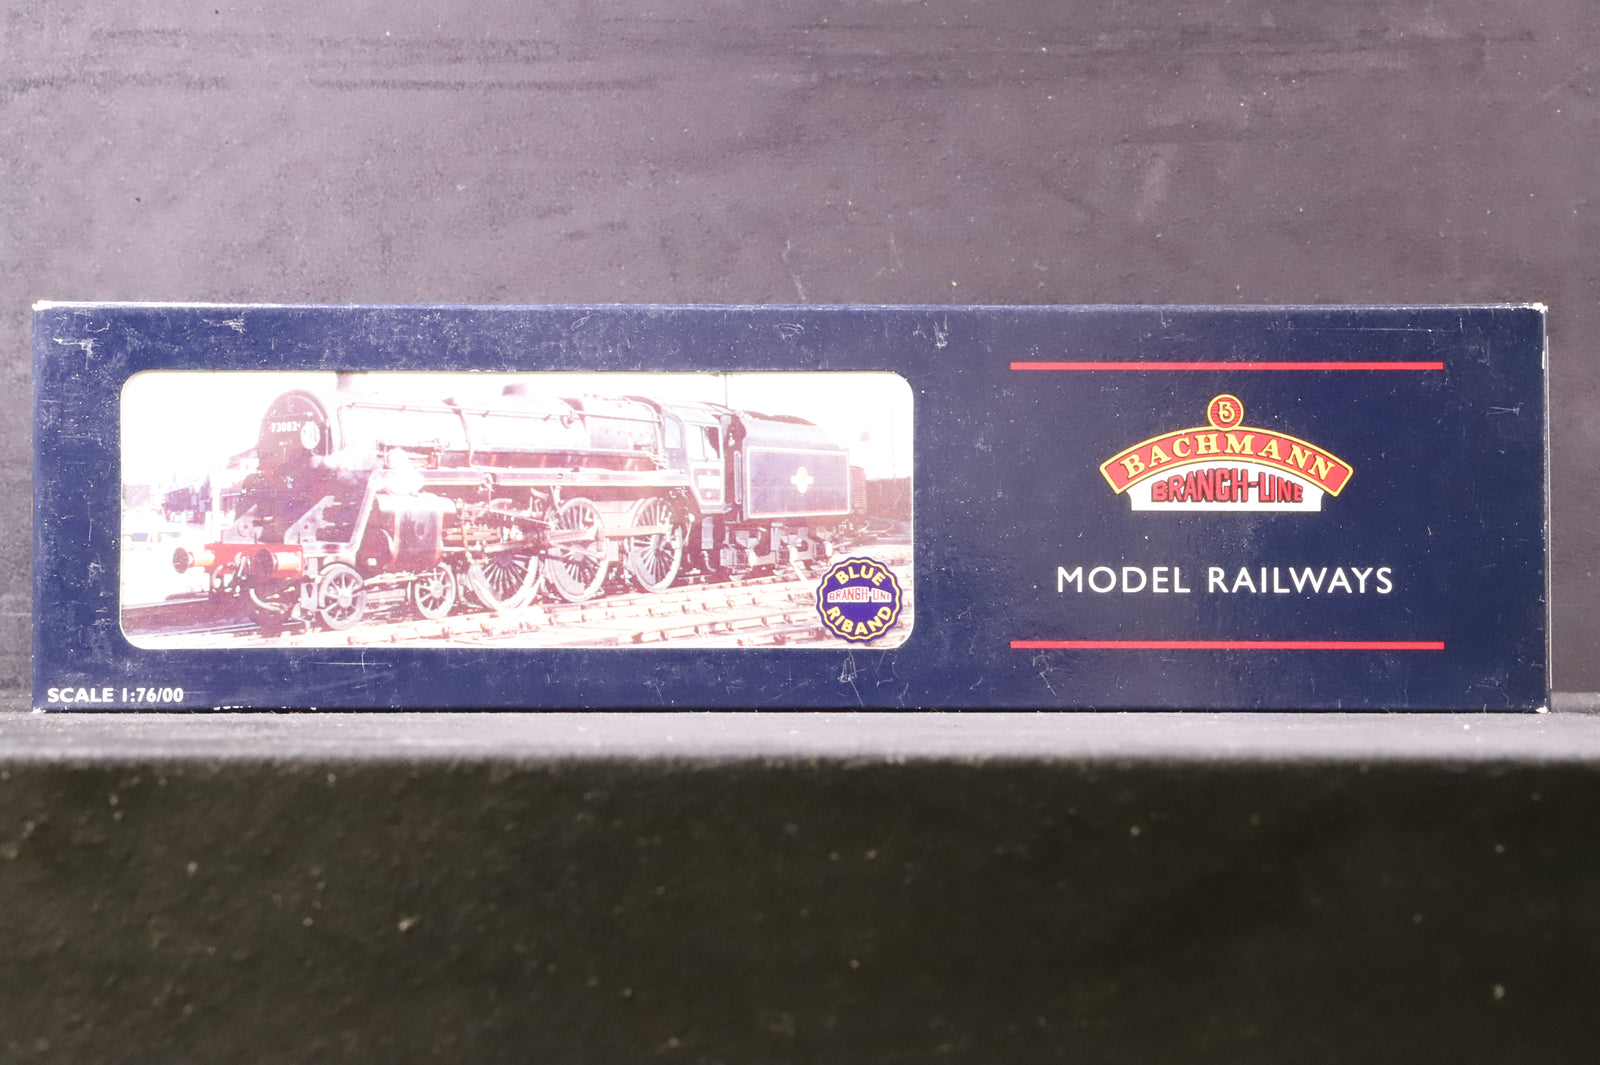 73082
BLUE
BRANCH-LINE
RIBAND
SCALE 1:76/00
BACHMANN
BRANCH-LINE
MODEL RAILWAYS